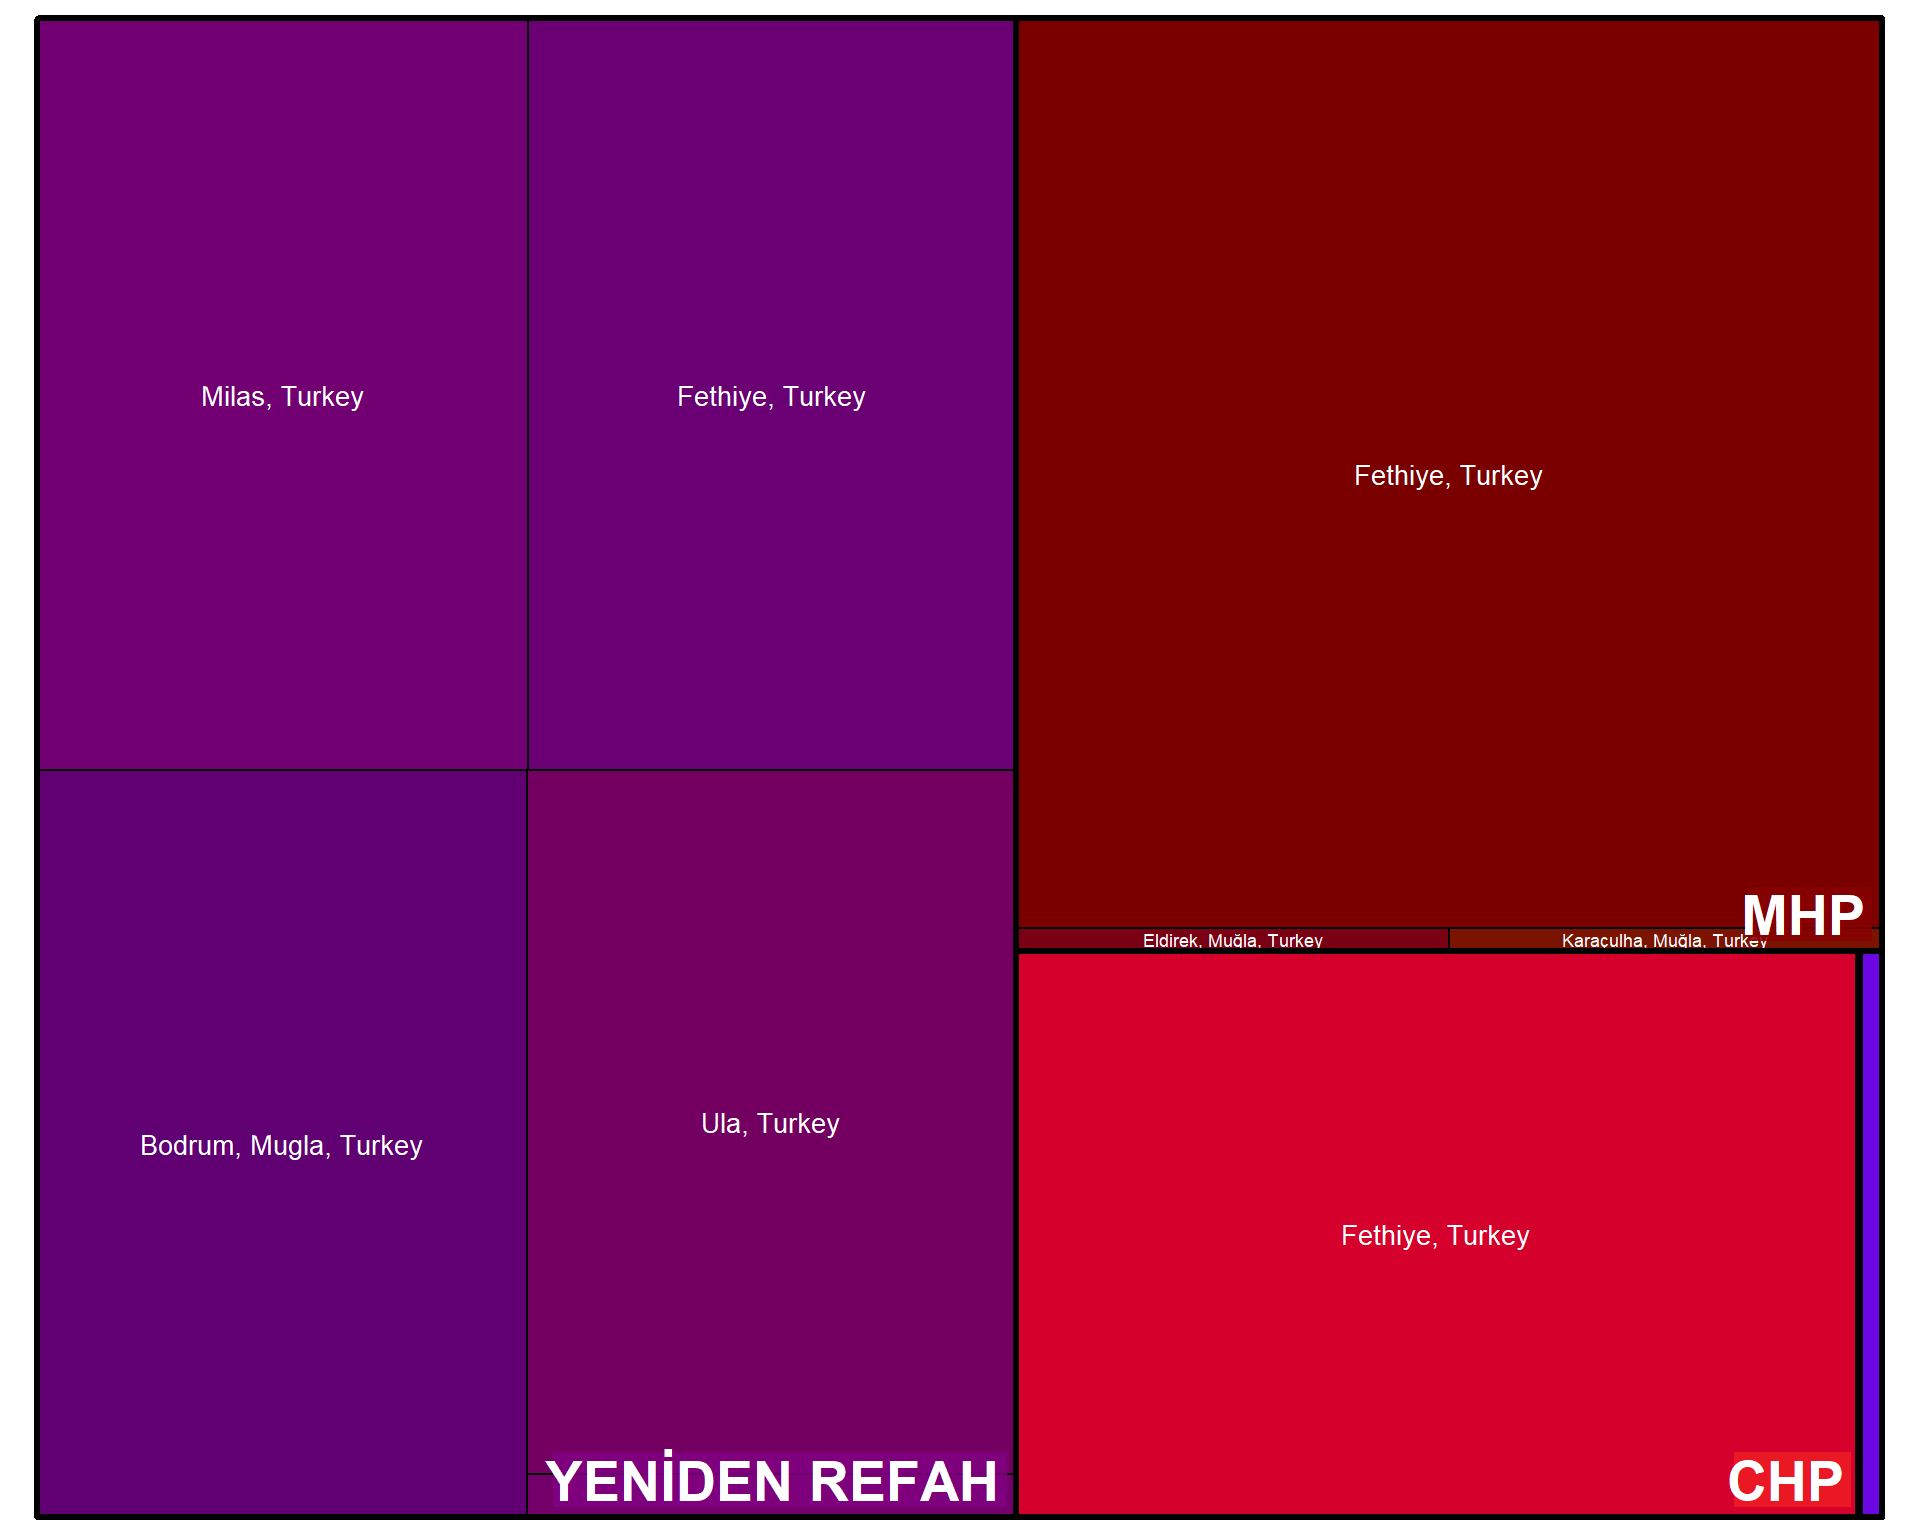 Milas, Turkey
Fethiye, Turkey
Bodrum, Mugla, Turkey
Ula, Turkey
YENİDEN REFAH
Fethiye, Turkey
Eldirek, Muğla, Turkey
Karaçulha, Muğla, Turkey
MHP
Fethiye, Turkey
CHP